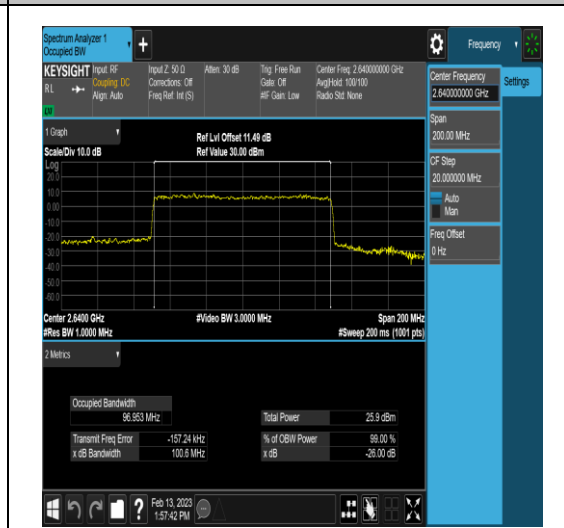 Spectrum Analyzer 1
Occupied BW
Frequency
KEYSIGHT
RL
Input: RF
Coupling: DC
Align: Auto
Input Z: 50 Ω
Corrections: Off
Freq Ref: Int (S)
Atten: 30 dB
Trig: Free Run
Gate: Off
#IF Gain: Low
Center Freq: 2.640000000 GHz
Avg|Hold: 100/100
Radio Std: None
Center Frequency
2.640000000 GHz
Settings
Span
200.00 MHz
CF Step
20.000000 MHz
Auto
Man
Freq Offset
0 Hz
1 Graph
Scale/Div 10.0 dB
Ref Lvl Offset 11.49 dB
Ref Value 30.00 dBm
Log
20.0
10.0
0.00
-10.0
-20.0
-30.0
-40.0
-50.0
-60.0
Center 2.6400 GHz
#Video BW 3.0000 MHz
Span 200 MHz
#Res BW 1.0000 MHz
#Sweep 200 ms (1001 pts)
2 Metrics
Occupied Bandwidth
96.953 MHz
Total Power 25.9 dBm
Transmit Freq Error -157.24 kHz
% of OBW Power 99.00 %
x dB Bandwidth 100.6 MHz
x dB -26.00 dB
?
Feb 13, 2023
1:57:42 PM